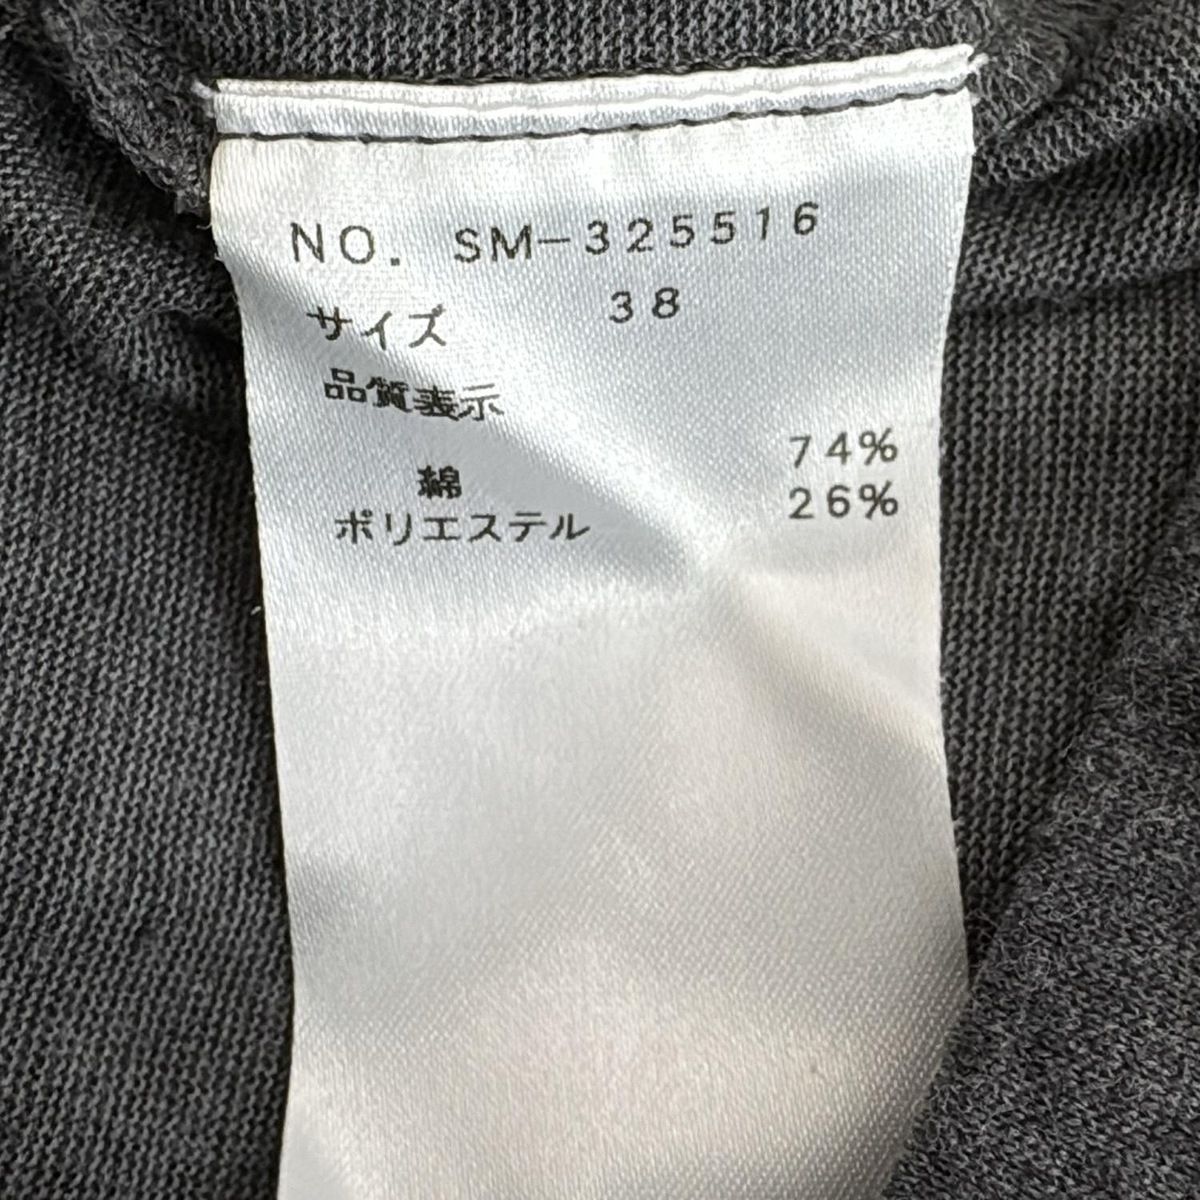 NO. SM-325516
サイズ 38
品質表示
綿 74%
ポリエステル 26%